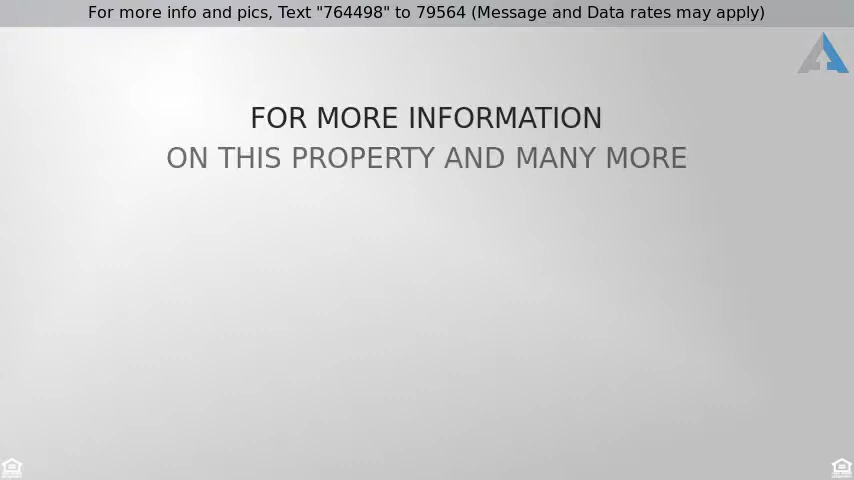 For more info and pics, Text "764498" to 79564 (Message and Data rates may apply)
FOR MORE INFORMATION
ON THIS PROPERTY AND MANY MORE